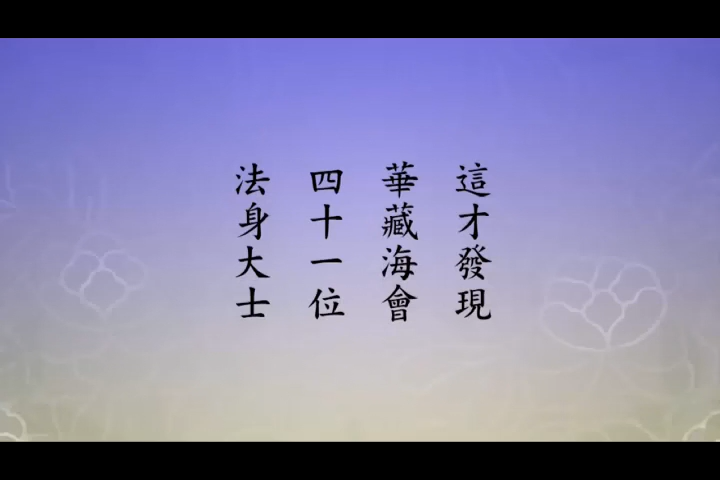 這才發現
華藏海會
四十一位
法身大士